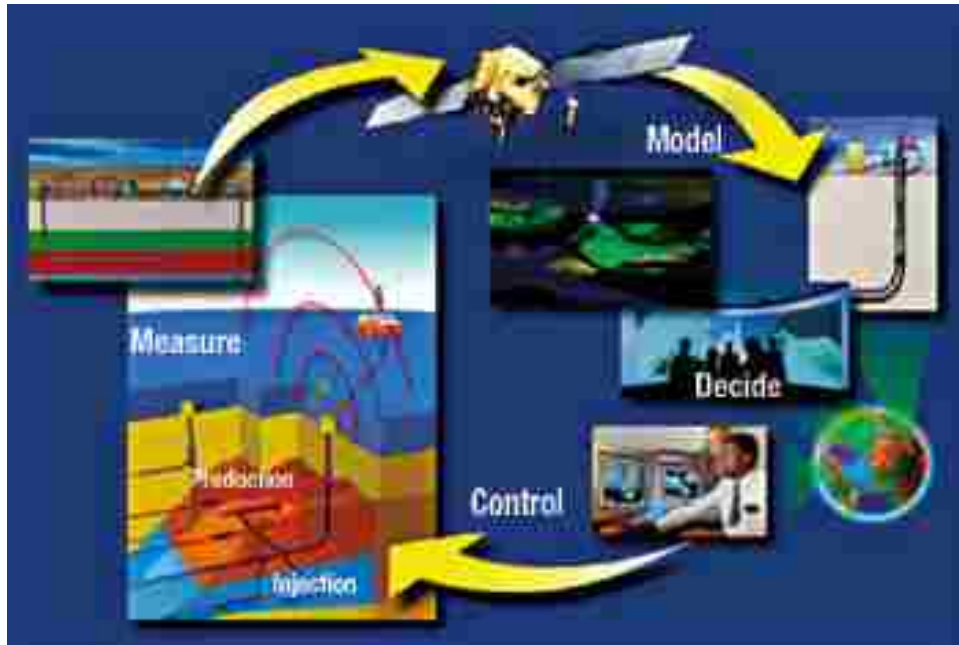 Model
Measure
Decide
Production
Control
Injection